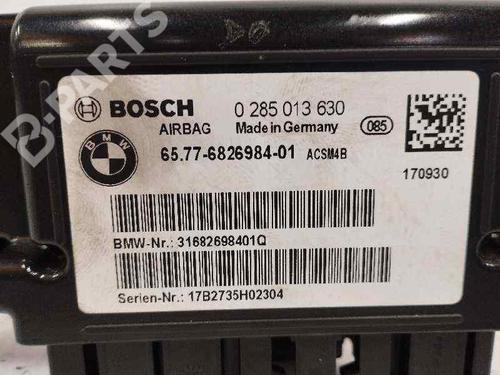 B-PARTS
BOSCH 0 285 013 630
AIRBAG Made in Germany 085
BMW
65.77-6826984-01 ACSM4B
170930
BMW-Nr.: 31682698401Q
Serien-Nr.: 17B2735H02304